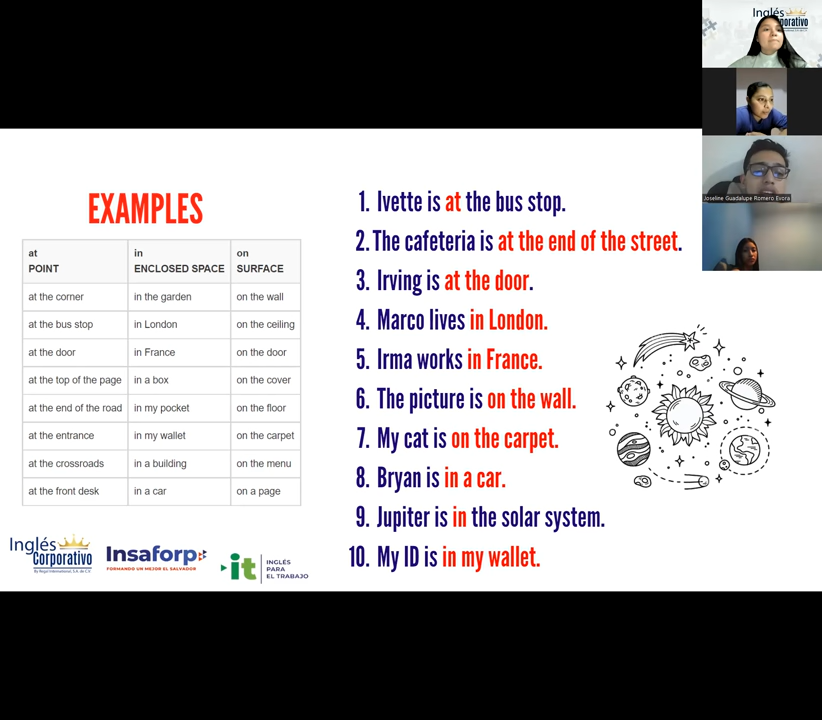 EXAMPLES
at in on
POINT ENCLOSED SPACE SURFACE
at the corner in the garden on the wall
at the bus stop in London on the ceiling
at the door in France on the door
at the top of the page in a box on the cover
at the end of the road in my pocket on the floor
at the entrance in my wallet on the carpet
at the crossroads in a building on the menu
at the front desk in a car on a page
1. Ivette is at the bus stop.
2. The cafeteria is at the end of the street.
3. Irving is at the door.
4. Marco lives in London.
5. Irma works in France.
6. The picture is on the wall.
7. My cat is on the carpet.
8. Bryan is in a car.
9. Jupiter is in the solar system.
10. My ID is in my wallet.
Inglés
Corporativo
By Regal International, S.A. de C.V.
Insaforp
FORMANDO UN MEJOR EL SALVADOR
it
INGLÉS
PARA
EL TRABAJO
Inglés
Joseline Guadalupe Romero Evora